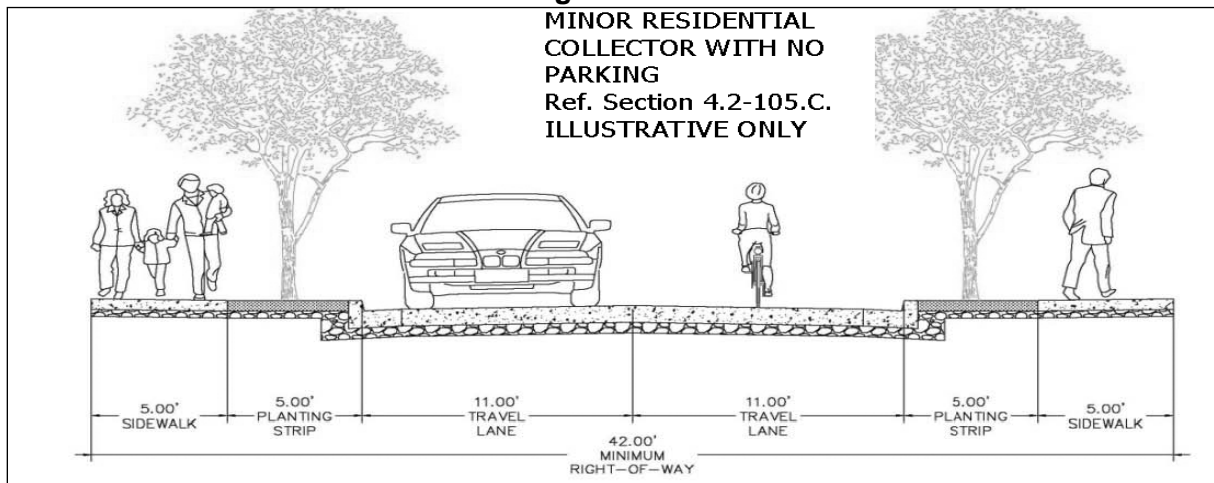 MINOR RESIDENTIAL
COLLECTOR WITH NO
PARKING
Ref. Section 4.2-105.C.
ILLUSTRATIVE ONLY
5.00'
SIDEWALK
5.00'
PLANTING
STRIP
11.00'
TRAVEL
LANE
11.00'
TRAVEL
LANE
5.00'
PLANTING
STRIP
5.00'
SIDEWALK
42.00'
MINIMUM
RIGHT-OF-WAY